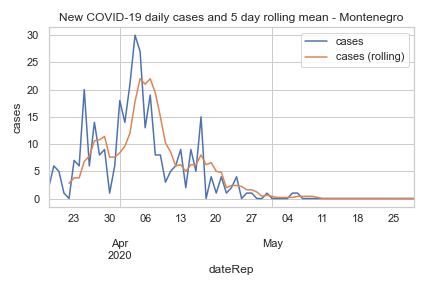 New COVID-19 daily cases and 5 day rolling mean - Montenegro
cases
cases (rolling)
30
25
20
15
10
5
0
cases
23 30 06 13 20 27 04 11 18 25
Apr May
2020
dateRep